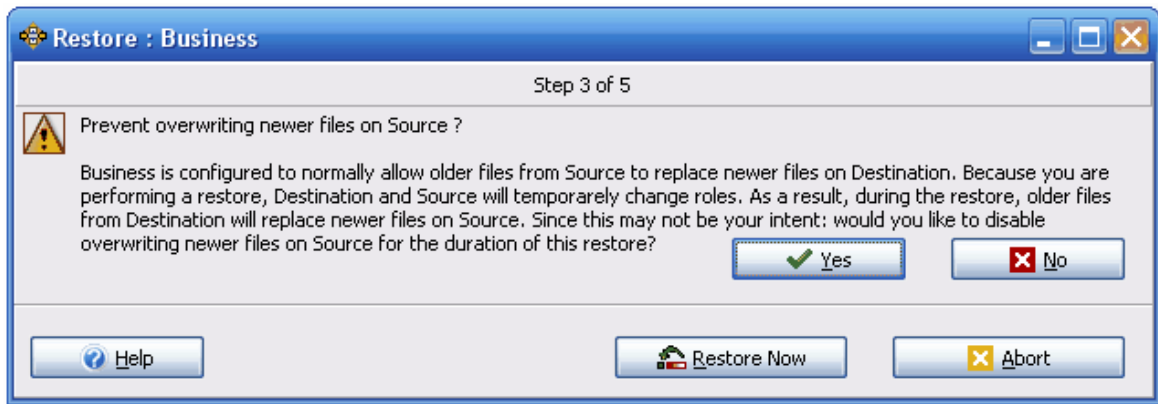 Restore : Business
Step 3 of 5
Prevent overwriting newer files on Source ?
Business is configured to normally allow older files from Source to replace newer files on Destination. Because you are
performing a restore, Destination and Source will temporarely change roles. As a result, during the restore, older files
from Destination will replace newer files on Source. Since this may not be your intent: would you like to disable
overwriting newer files on Source for the duration of this restore?
Yes
No
Help
Restore Now
Abort